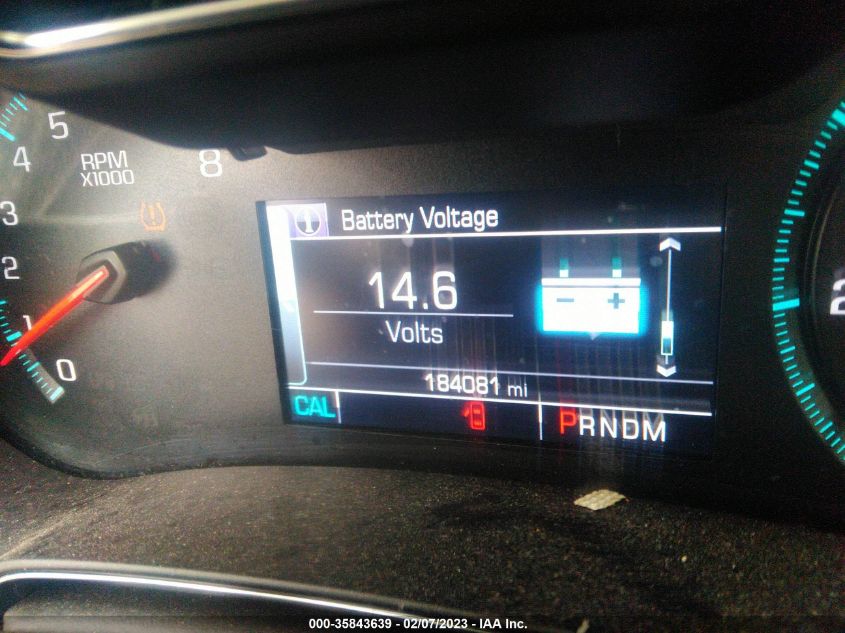 5
4
RPM
X1000
8
3
2
1
0
Battery Voltage
14.6
Volts
- +
184081 mi
CAL
PRNDM
2
000-35843639 - 02/07/2023 - IAA Inc.